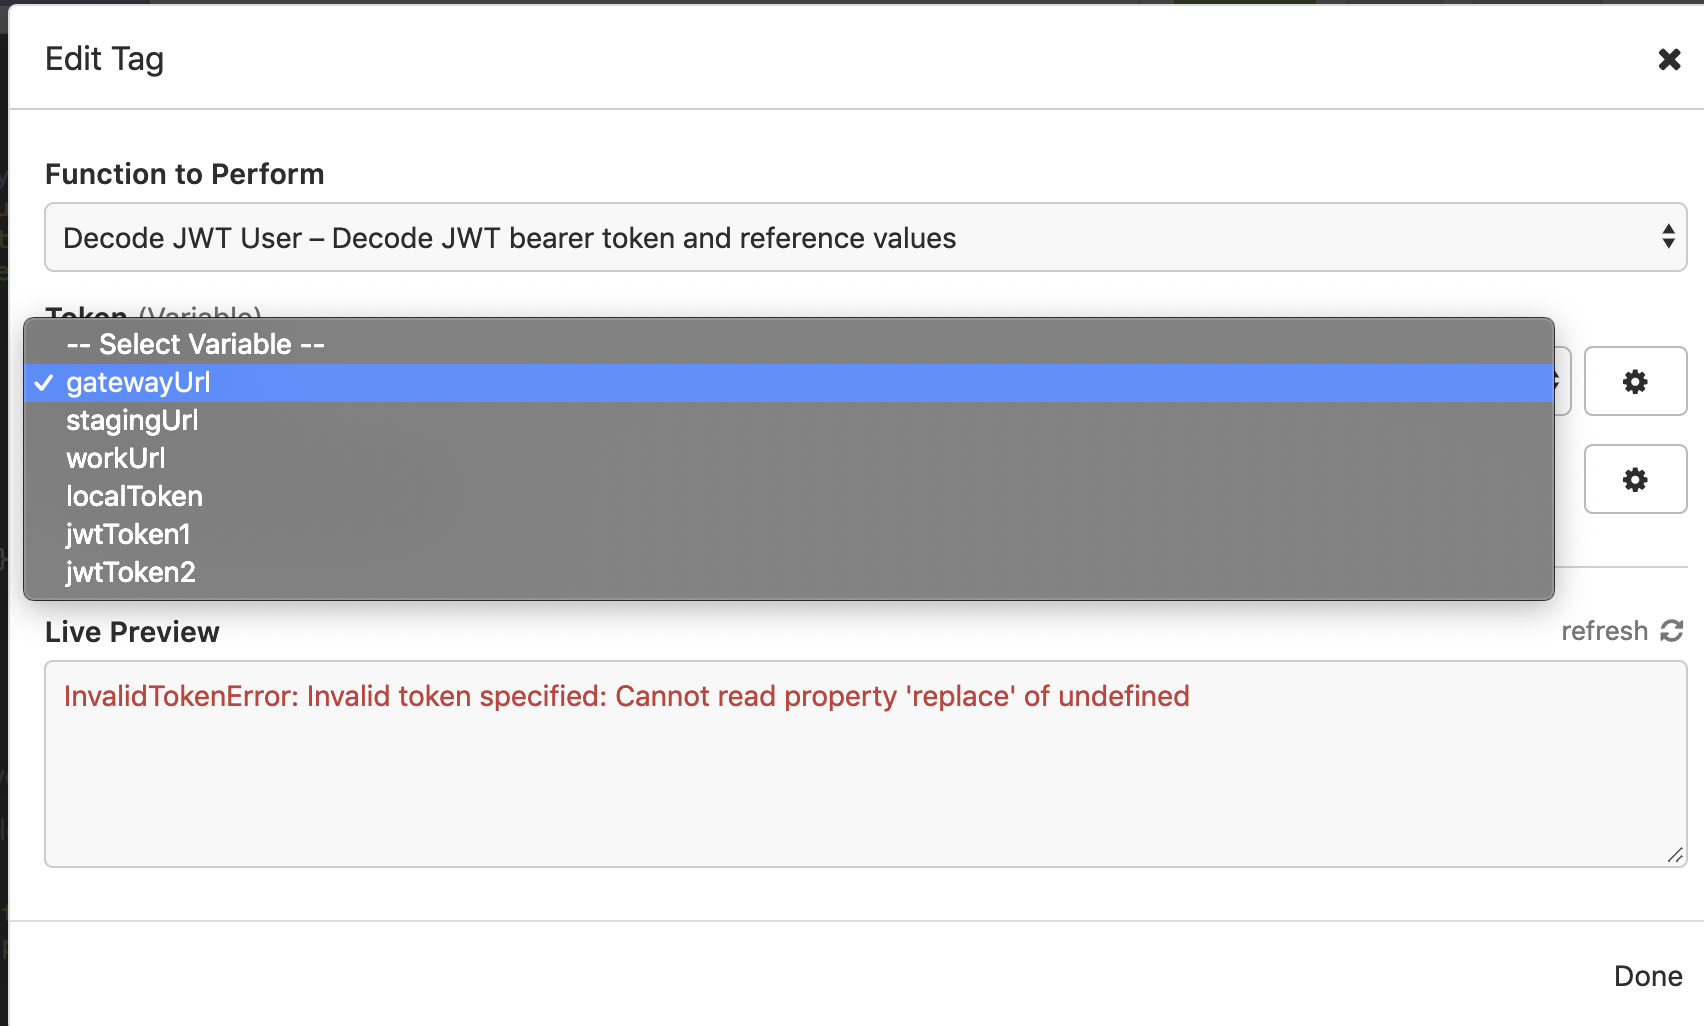 Edit Tag
Function to Perform
Decode JWT User – Decode JWT bearer token and reference values
Token (Variable)
-- Select Variable --
✓ gatewayUrl
stagingUrl
workUrl
localToken
jwtToken1
jwtToken2
Live Preview
refresh
InvalidTokenError: Invalid token specified: Cannot read property 'replace' of undefined
Done